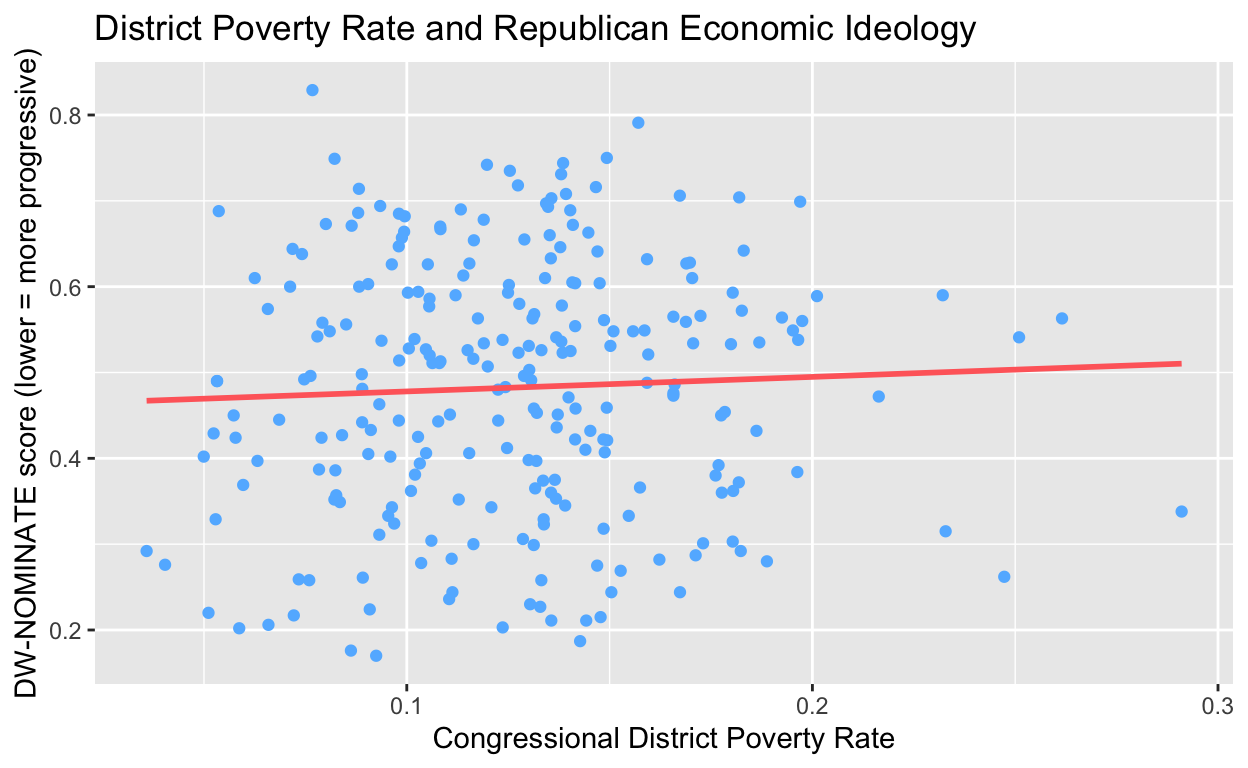 District Poverty Rate and Republican Economic Ideology
DW-NOMINATE score (lower = more progressive)
0.8
0.6
0.4
0.2
0.1
0.2
0.3
Congressional District Poverty Rate